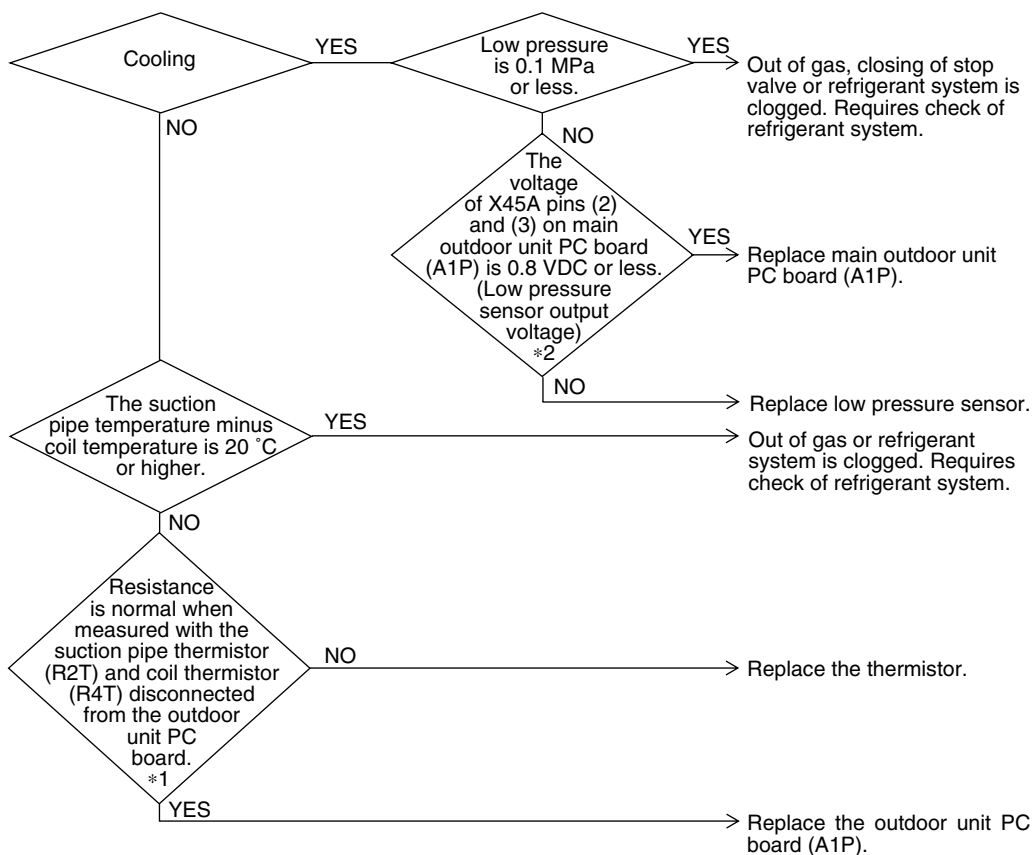 Cooling
YES
Low pressure
is 0.1 MPa
or less.
YES
Out of gas, closing of stop
valve or refrigerant system is
clogged. Requires check of
refrigerant system.
NO
NO
The
voltage
of X45A pins (2)
and (3) on main
outdoor unit PC board
(A1P) is 0.8 VDC or less.
(Low pressure
sensor output
voltage)
*2
YES
Replace main outdoor unit
PC board (A1P).
NO
Replace low pressure sensor.
The suction
pipe temperature minus
coil temperature is 20 ˚C
or higher.
YES
Out of gas or refrigerant
system is clogged. Requires
check of refrigerant system.
NO
Resistance
is normal when
measured with the
suction pipe thermistor
(R2T) and coil thermistor
(R4T) disconnected
from the outdoor
unit PC
board.
*1
NO
Replace the thermistor.
YES
Replace the outdoor unit PC
board (A1P).